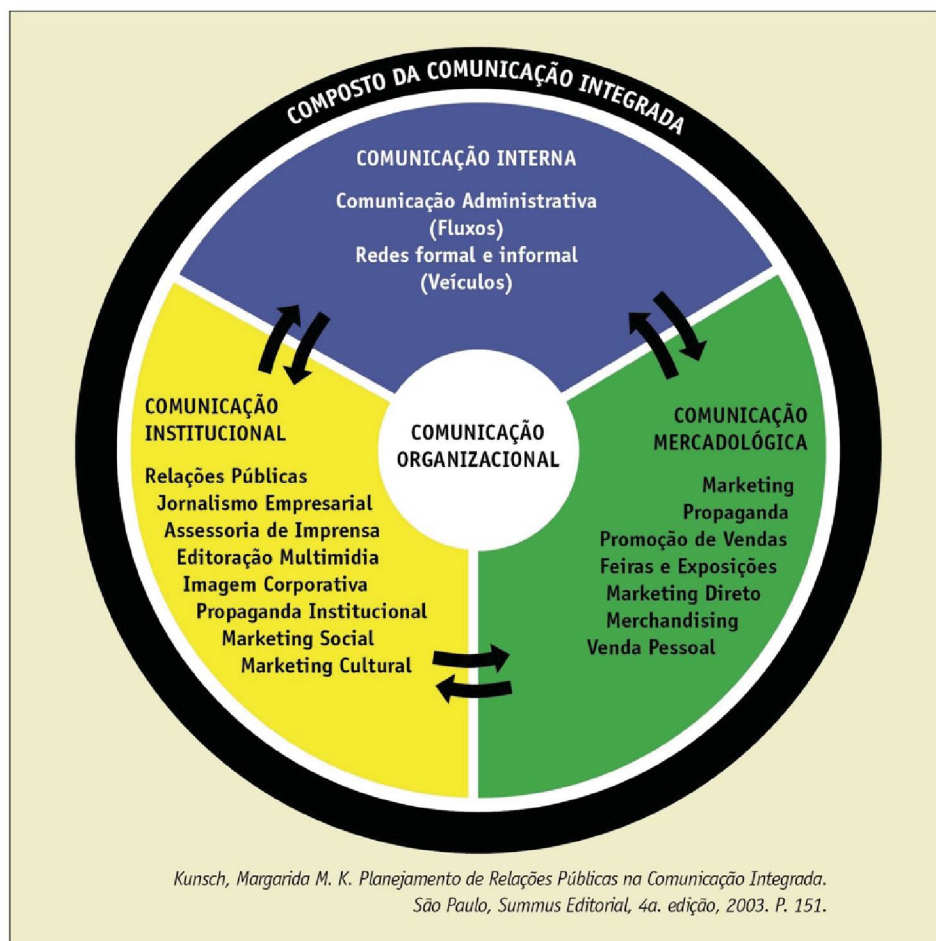 COMPOSTO DA COMUNICAÇÃO INTEGRADA
COMUNICAÇÃO INTERNA
Comunicação Administrativa
(Fluxos)
Redes formal e informal
(Veículos)
COMUNICAÇÃO
INSTITUCIONAL
Relações Públicas
Jornalismo Empresarial
Assessoria de Imprensa
Editoração Multimidia
Imagem Corporativa
Propaganda Institucional
Marketing Social
Marketing Cultural
COMUNICAÇÃO
ORGANIZACIONAL
COMUNICAÇÃO
MERCADOLÓGICA
Marketing
Propaganda
Promoção de Vendas
Feiras e Exposições
Marketing Direto
Merchandising
Venda Pessoal
Kunsch, Margarida M. K. Planejamento de Relações Públicas na Comunicação Integrada.
São Paulo, Summus Editorial, 4a. edição, 2003. P. 151.